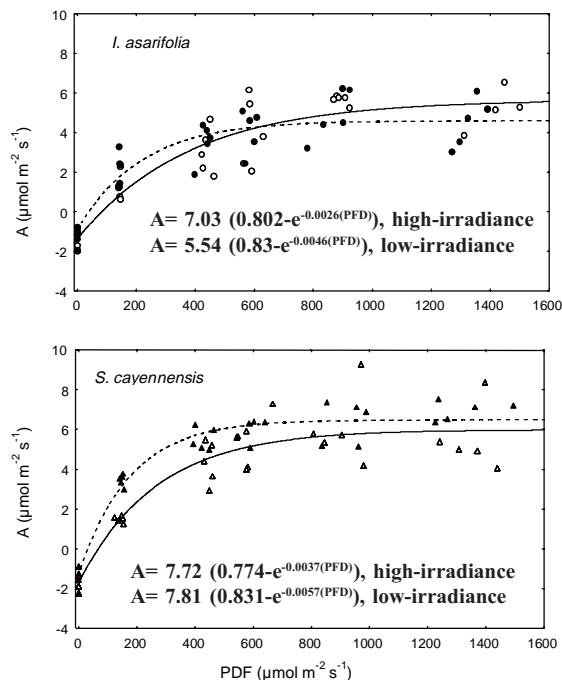 10
8
6
4
2
0
-2
-4
A (µmol m-2 s-1)
I. asarifolia
A= 7.03 (0.802-e-0.0026(PFD)), high-irradiance
A= 5.54 (0.83-e-0.0046(PFD)), low-irradiance
0 200 400 600 800 1000 1200 1400 1600
10
8
6
4
2
0
-2
-4
A (µmol m-2 s-1)
S. cayennensis
A= 7.72 (0.774-e-0.0037(PFD)), high-irradiance
A= 7.81 (0.831-e-0.0057(PFD)), low-irradiance
0 200 400 600 800 1000 1200 1400 1600
PDF (µmol m-2 s-1)